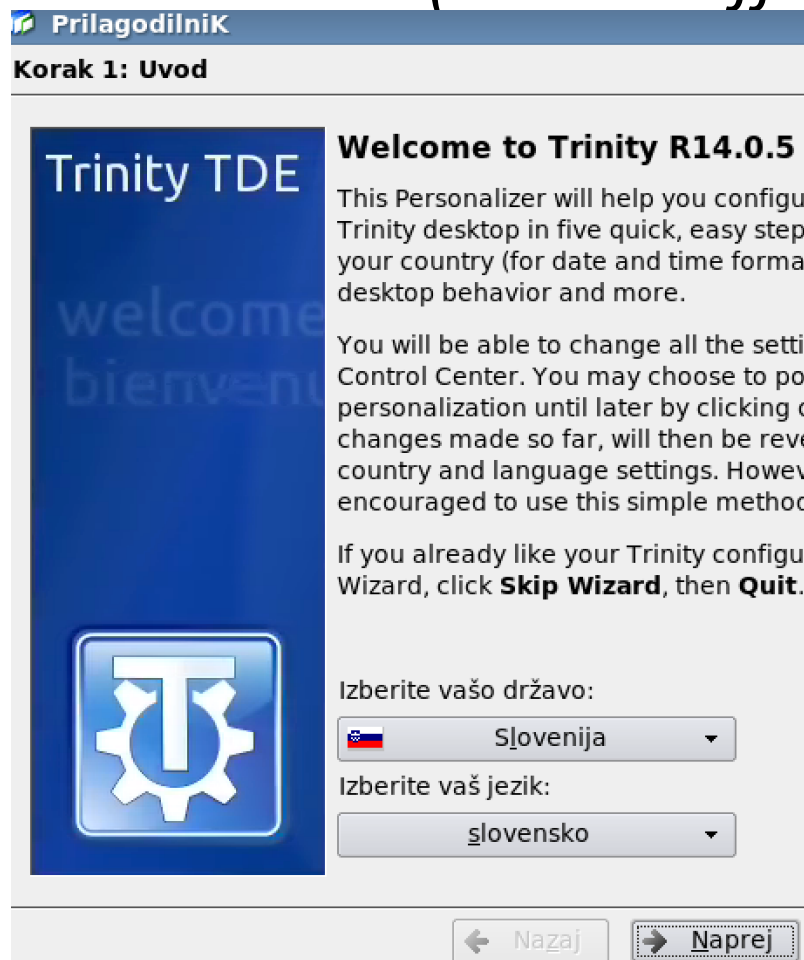 PrilagodilniK
Korak 1: Uvod
Trinity TDE
welcome
bienvenu
Welcome to Trinity R14.0.5
This Personalizer will help you configu
Trinity desktop in five quick, easy step
your country (for date and time forma
desktop behavior and more.
You will be able to change all the setti
Control Center. You may choose to po
personalization until later by clicking
changes made so far, will then be reve
country and language settings. Howev
encouraged to use this simple method
If you already like your Trinity configu
Wizard, click Skip Wizard, then Quit.
Izberite vašo državo:
Slovenija
Izberite vaš jezik:
slovensko
Nazaj
Naprej